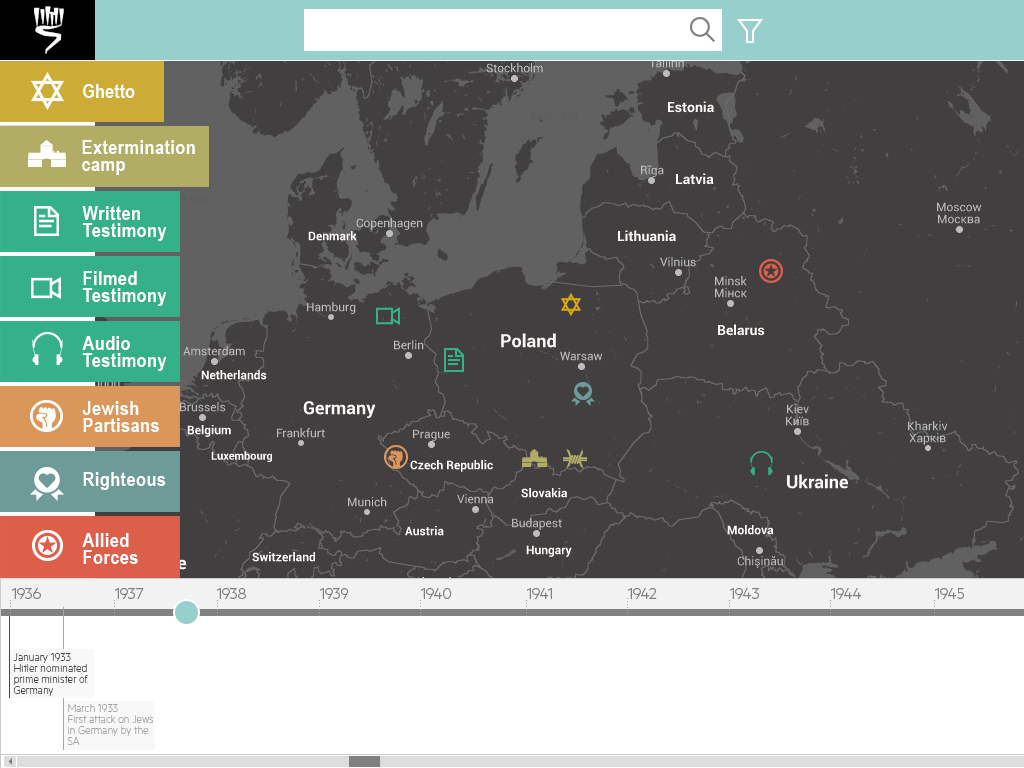 Ghetto
Extermination
camp
Written
Testimony
Filmed
Testimony
Audio
Testimony
Jewish
Partisans
Righteous
Allied
Forces
Stockholm
Tallinn
Estonia
Rīga
Latvia
Moscow
Москва
Copenhagen
Denmark
Lithuania
Vilnius
Minsk
Мінск
Hamburg
Belarus
Poland
Berlin
Warsaw
Amsterdam
Netherlands
Germany
Brussels
Belgium
Kiev
Київ
Kharkiv
Харків
Frankfurt
Prague
Luxembourg
Czech Republic
Ukraine
Slovakia
Munich
Vienna
Budapest
Austria
Moldova
Hungary
Switzerland
Chișinău
1936
1937
1938
1939
1940
1941
1942
1943
1944
1945
January 1933
Hitler nominated
prime minister of
Germany
March 1933
First attack on Jews
in Germany by the
SA